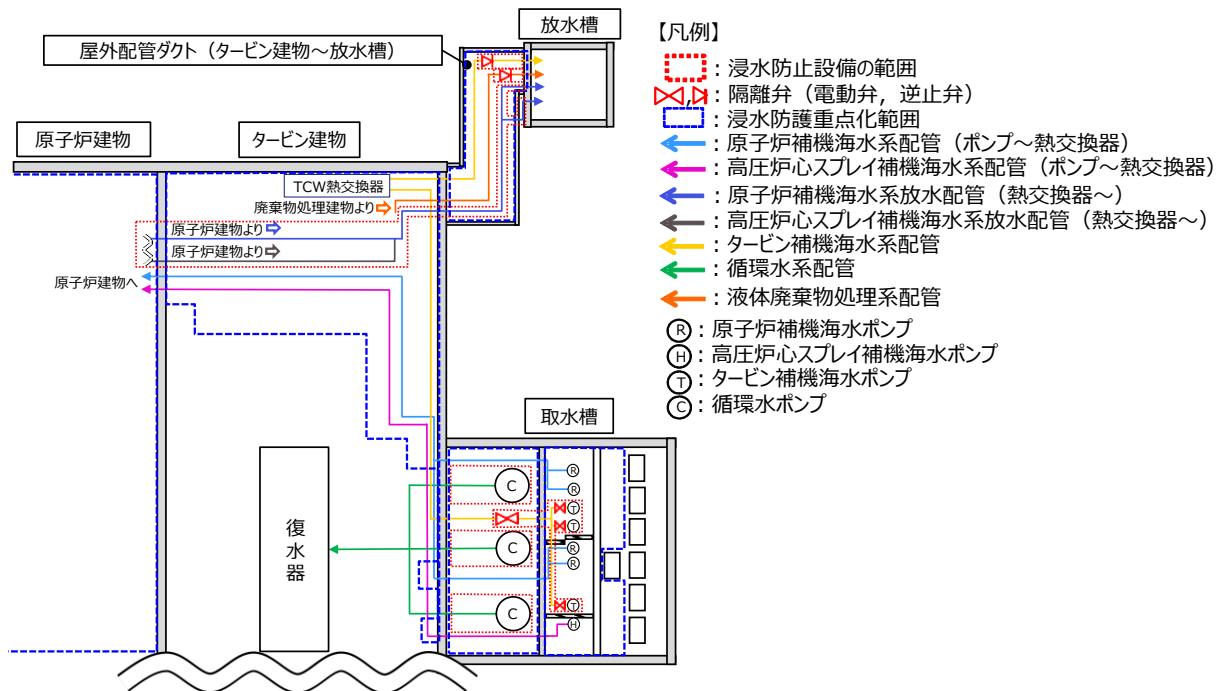 放水槽
屋外配管ダクト（タービン建物～放水槽）
原子炉建物
タービン建物
TCW熱交換器
廃棄物処理建物より
原子炉建物より
原子炉建物より
原子炉建物へ
取水槽
復水器
C
C
C
R
R
T
T
R
R
T
H
【凡例】
：浸水防止設備の範囲
，：隔離弁（電動弁，逆止弁）
：浸水防護重点化範囲
：原子炉補機海水系配管（ポンプ～熱交換器）
：高圧炉心スプレイ補機海水系配管（ポンプ～熱交換器）
：原子炉補機海水系放水配管（熱交換器～）
：高圧炉心スプレイ補機海水系放水配管（熱交換器～）
：タービン補機海水系配管
：循環水系配管
：液体廃棄物処理系配管
R：原子炉補機海水ポンプ
H：高圧炉心スプレイ補機海水ポンプ
T：タービン補機海水ポンプ
C：循環水ポンプ